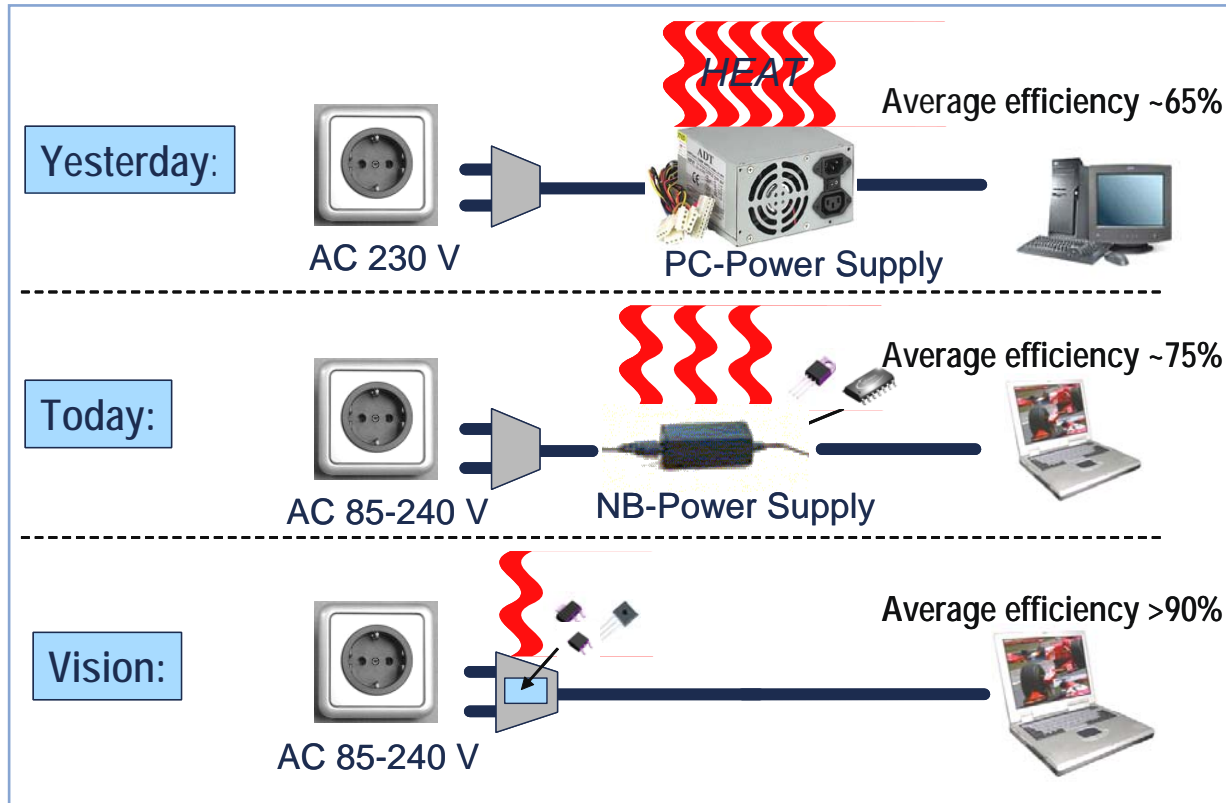 HEAT
Average efficiency ~65%
Yesterday:
ADT
AC 230 V
PC-Power Supply
Average efficiency ~75%
Today:
AC 85-240 V
NB-Power Supply
Average efficiency >90%
Vision:
AC 85-240 V